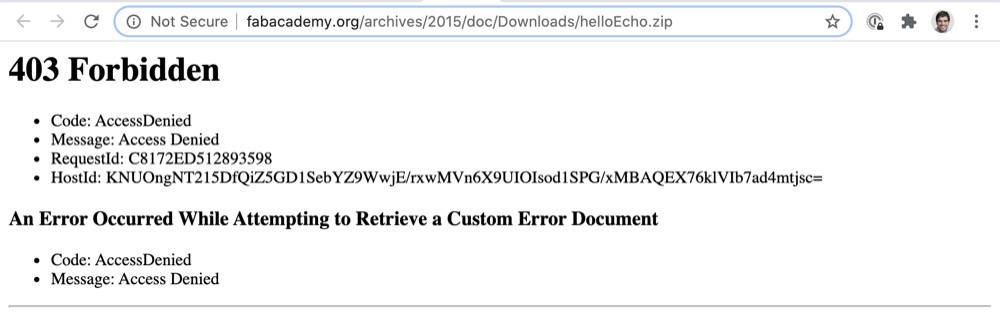 Not Secure | fabacademy.org/archives/2015/doc/Downloads/helloEcho.zip
403 Forbidden
• Code: AccessDenied
• Message: Access Denied
• RequestId: C8172ED512893598
• HostId: KNUOngNT215DfQiZ5GD1SebYZ9WwjE/rxwMVn6X9UIOIsod1SPG/xMBAQEX76klVIb7ad4mtjsc=
An Error Occurred While Attempting to Retrieve a Custom Error Document
• Code: AccessDenied
• Message: Access Denied